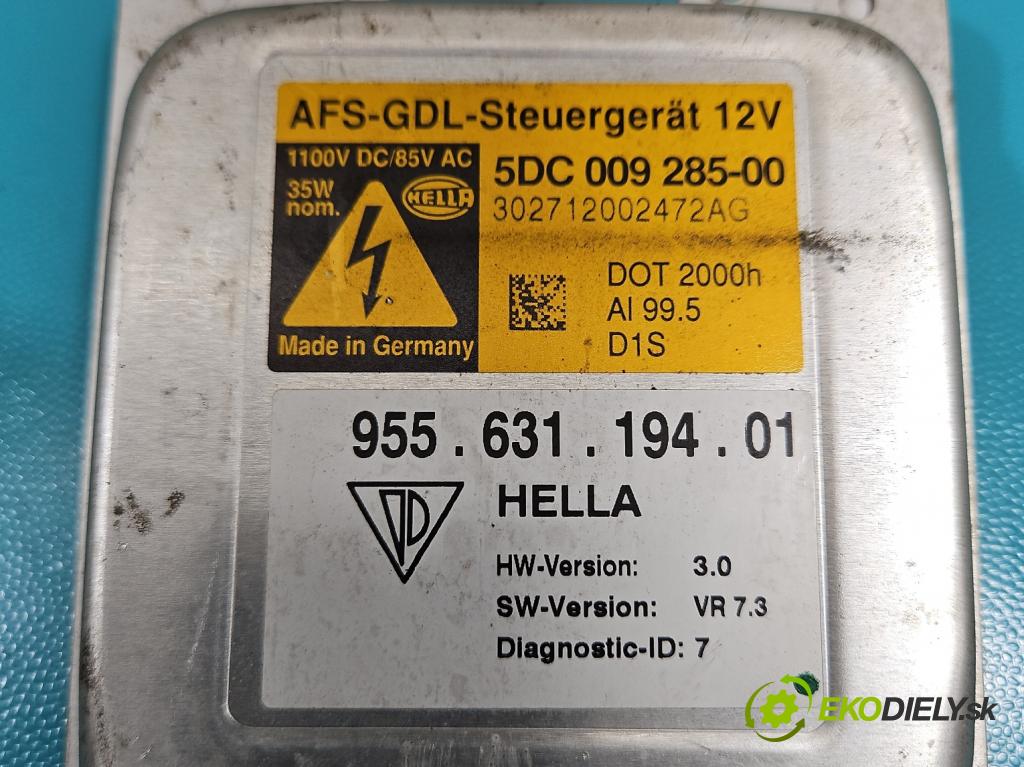 AFS-GDL-Steuergerät 12V
1100V DC/85V AC
35W
nom.
HELLA
Made in Germany
5DC 009 285-00
302712002472AG
DOT 2000h
Al 99.5
D1S
955.631.194.01
HELLA
HW-Version: 3.0
SW-Version: VR 7.3
Diagnostic-ID: 7
EKODIELY.sk